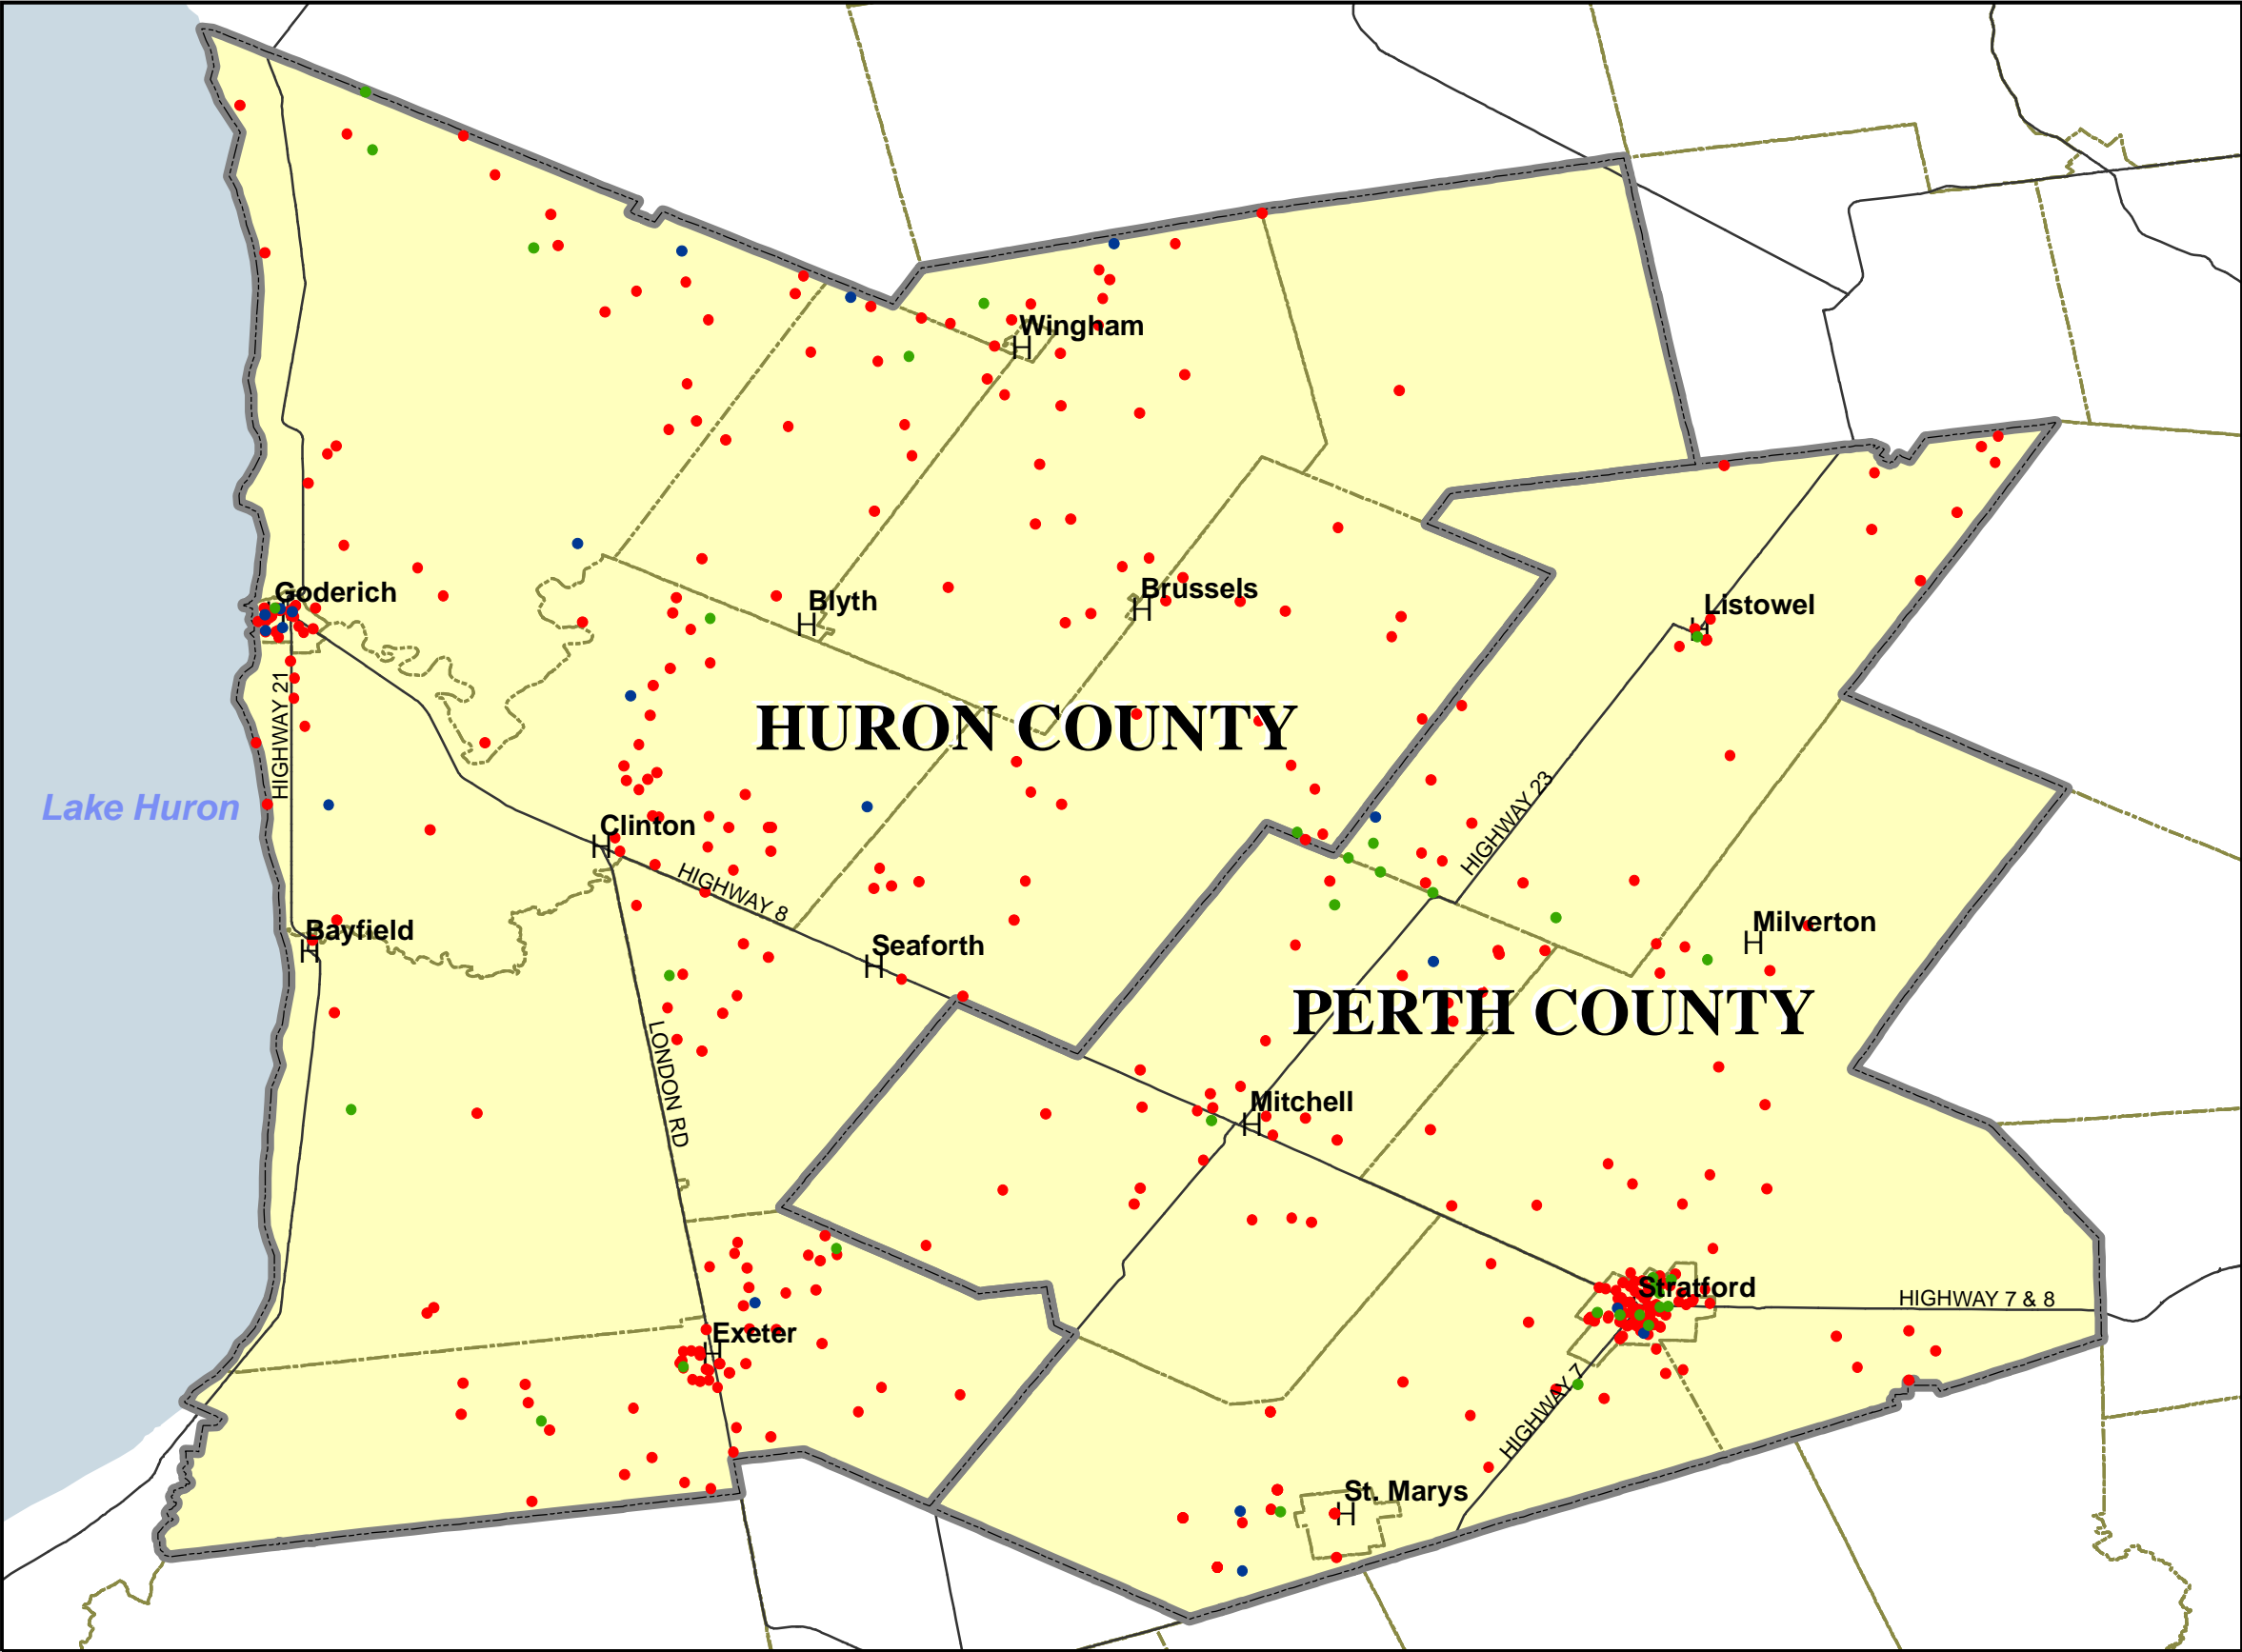 Wingham
H
Goderich
Blyth
H
Brussels
H
Listowel
H
HIGHWAY 21
HURON COUNTY
Lake Huron
HIGHWAY 23
Clinton
H
HIGHWAY 8
Bayfield
H
Seaforth
H
Milverton
H
PERTH COUNTY
LONDON RD
Mitchell
H
Stratford
HIGHWAY 7 & 8
Exeter
H
HIGHWAY 7
St. Marys
H